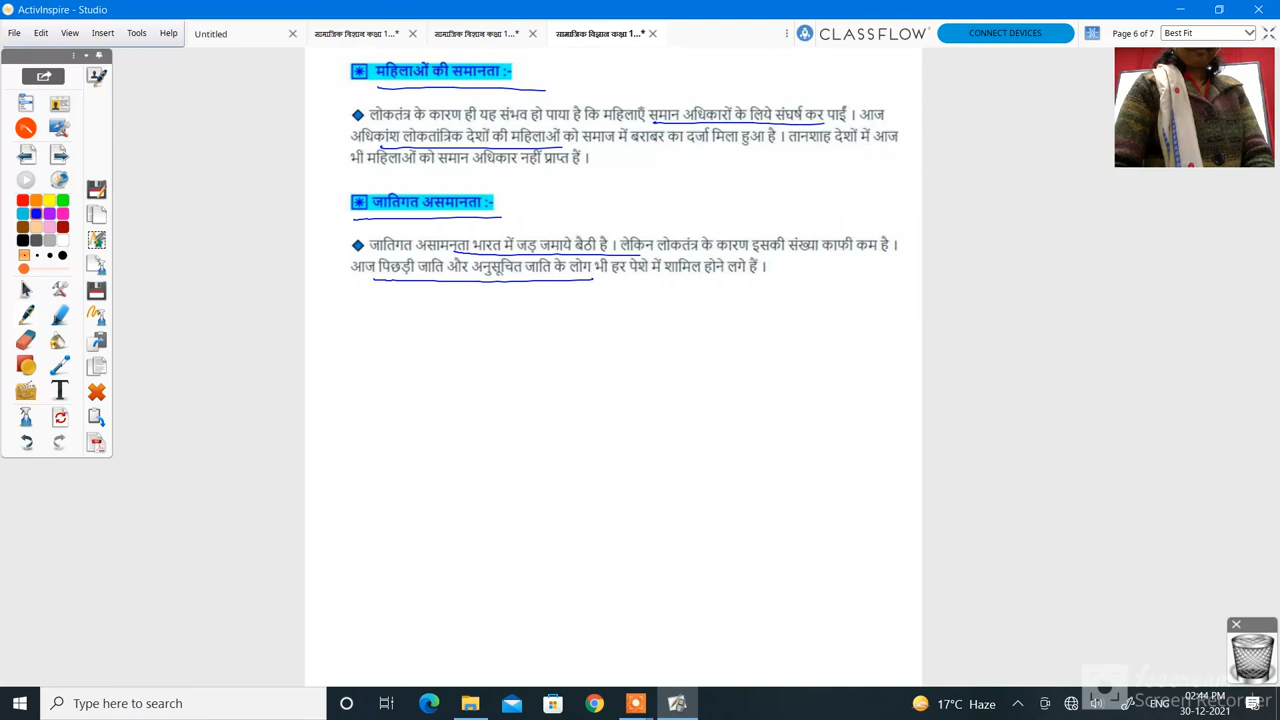 ActivInspire - Studio
File Edit View Insert Tools Help
Untitled
सामाजिक विज्ञान कक्षा 1...*
सामाजिक विज्ञान कक्षा 1...*
सामाजिक विज्ञान कक्षा 1...*
CLASSFLOW
CONNECT DEVICES
Page 6 of 7
Best Fit
महिलाओं की समानता :-
लोकतंत्र के कारण ही यह संभव हो पाया है कि महिलाएँ समान अधिकारों के लिये संघर्ष कर पाईं । आज
अधिकांश लोकतांत्रिक देशों की महिलाओं को समाज में बराबर का दर्जा मिला हुआ है । तानशाह देशों में आज
भी महिलाओं को समान अधिकार नहीं प्राप्त हैं ।
जातिगत असमानता :-
जातिगत असामनता भारत में जड़ जमाये बैठी है । लेकिन लोकतंत्र के कारण इसकी संख्या काफी कम है ।
आज पिछड़ी जाति और अनुसूचित जाति के लोग भी हर पेशे में शामिल होने लगे हैं ।
Screen Recorder
Type here to search
17°C Haze
ENG
02:44 PM
30-12-2021